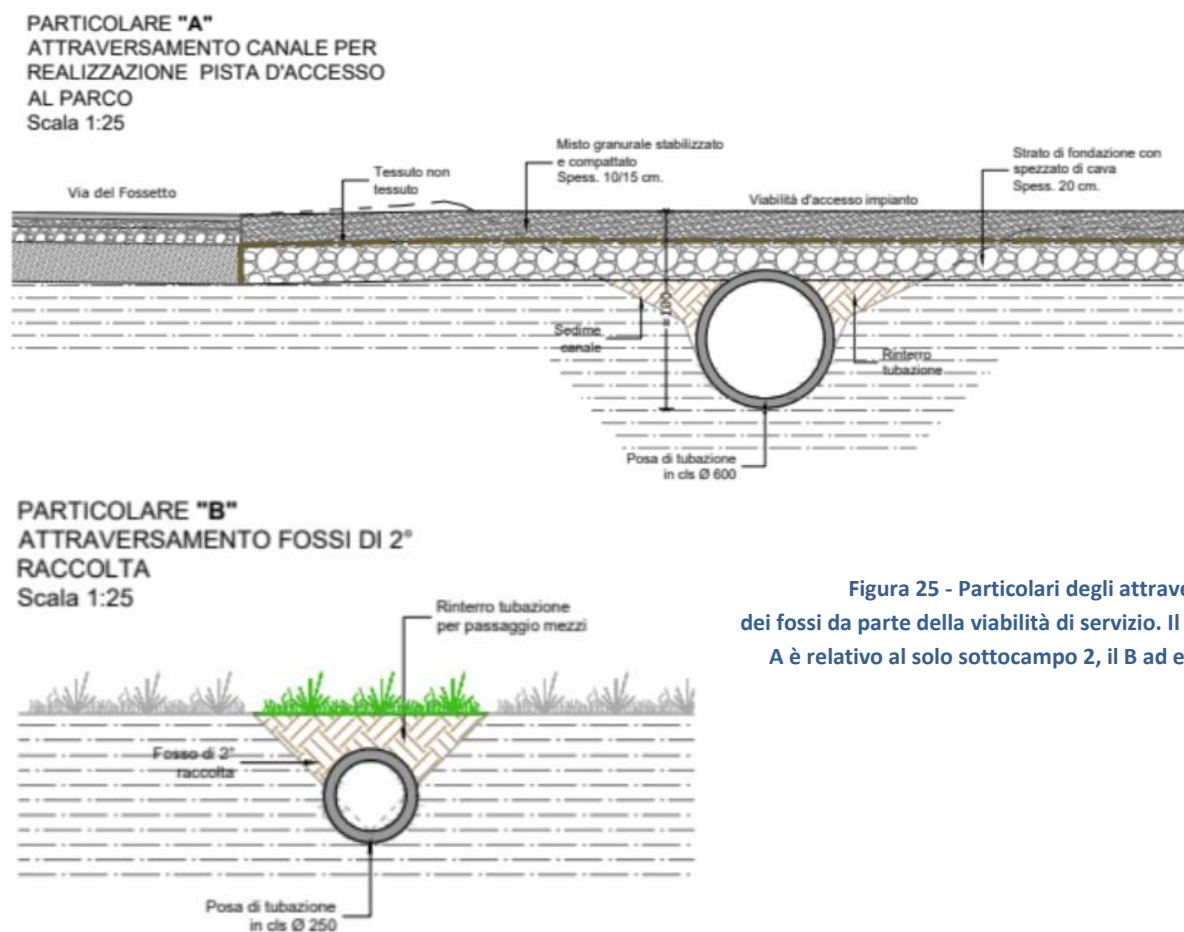 PARTICOLARE "A"
ATTRAVERSAMENTO CANALE PER
REALIZZAZIONE PISTA D'ACCESSO
AL PARCO
Scala 1:25
Via del Fossetto
Tessuto non
tessuto
Misto granurale stabilizzato
e compattato
Spess. 10/15 cm.
Viabilità d'accesso impianto
Strato di fondazione con
spezzato di cava
Spess. 20 cm.
Sedime
canale
Rinterro
tubazione
Posa di tubazione
in cls Ø 600
PARTICOLARE "B"
ATTRAVERSAMENTO FOSSI DI 2°
RACCOLTA
Scala 1:25
Rinterro tubazione
per passaggio mezzi
Fosso di 2°
raccolta
Posa di tubazione
in cls Ø 250
Figura 25 - Particolari degli attrave
dei fossi da parte della viabilità di servizio. Il
A è relativo al solo sottocampo 2, il B ad e